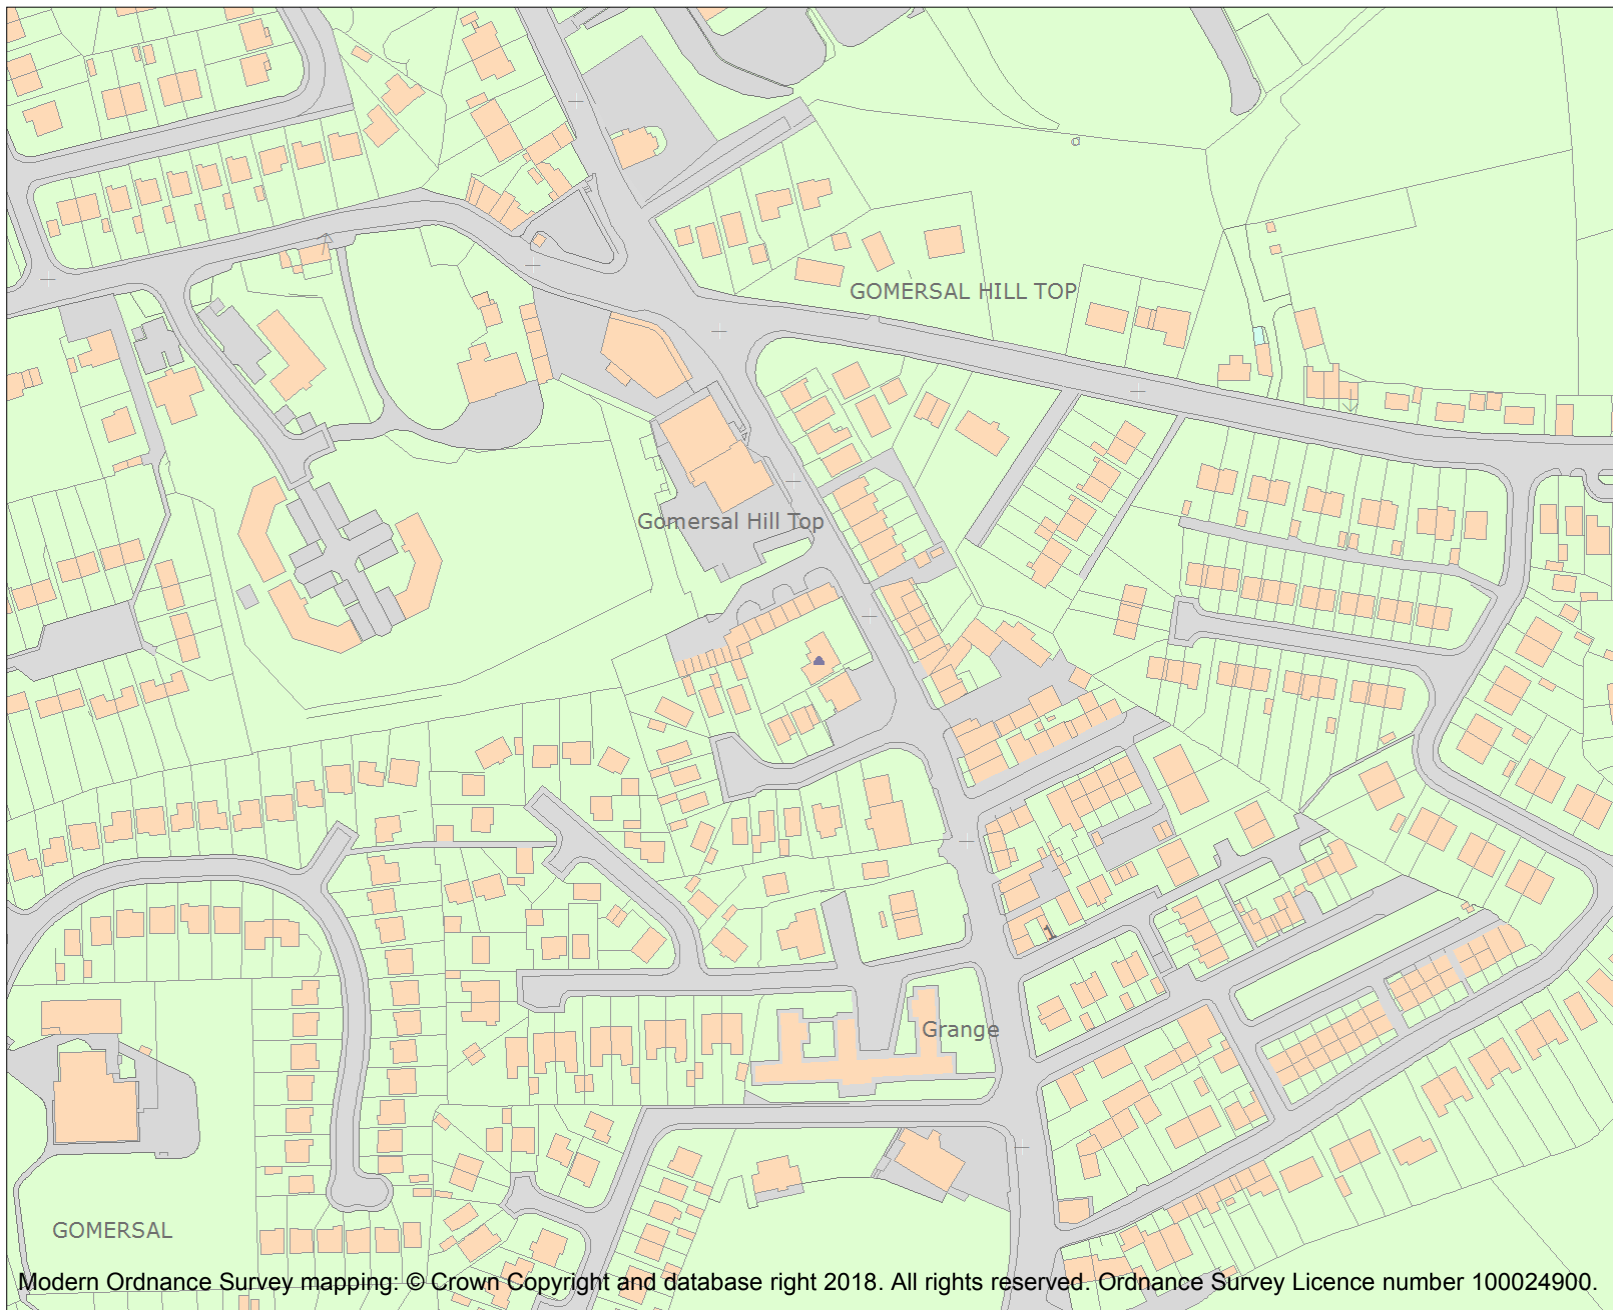 GOMERSAL HILL TOP
Gomersal Hill Top
1
Grange
GOMERSAL
Modern Ordnance Survey mapping: © Crown Copyright and database right 2018. All rights reserved. Ordnance Survey Licence number 100024900.